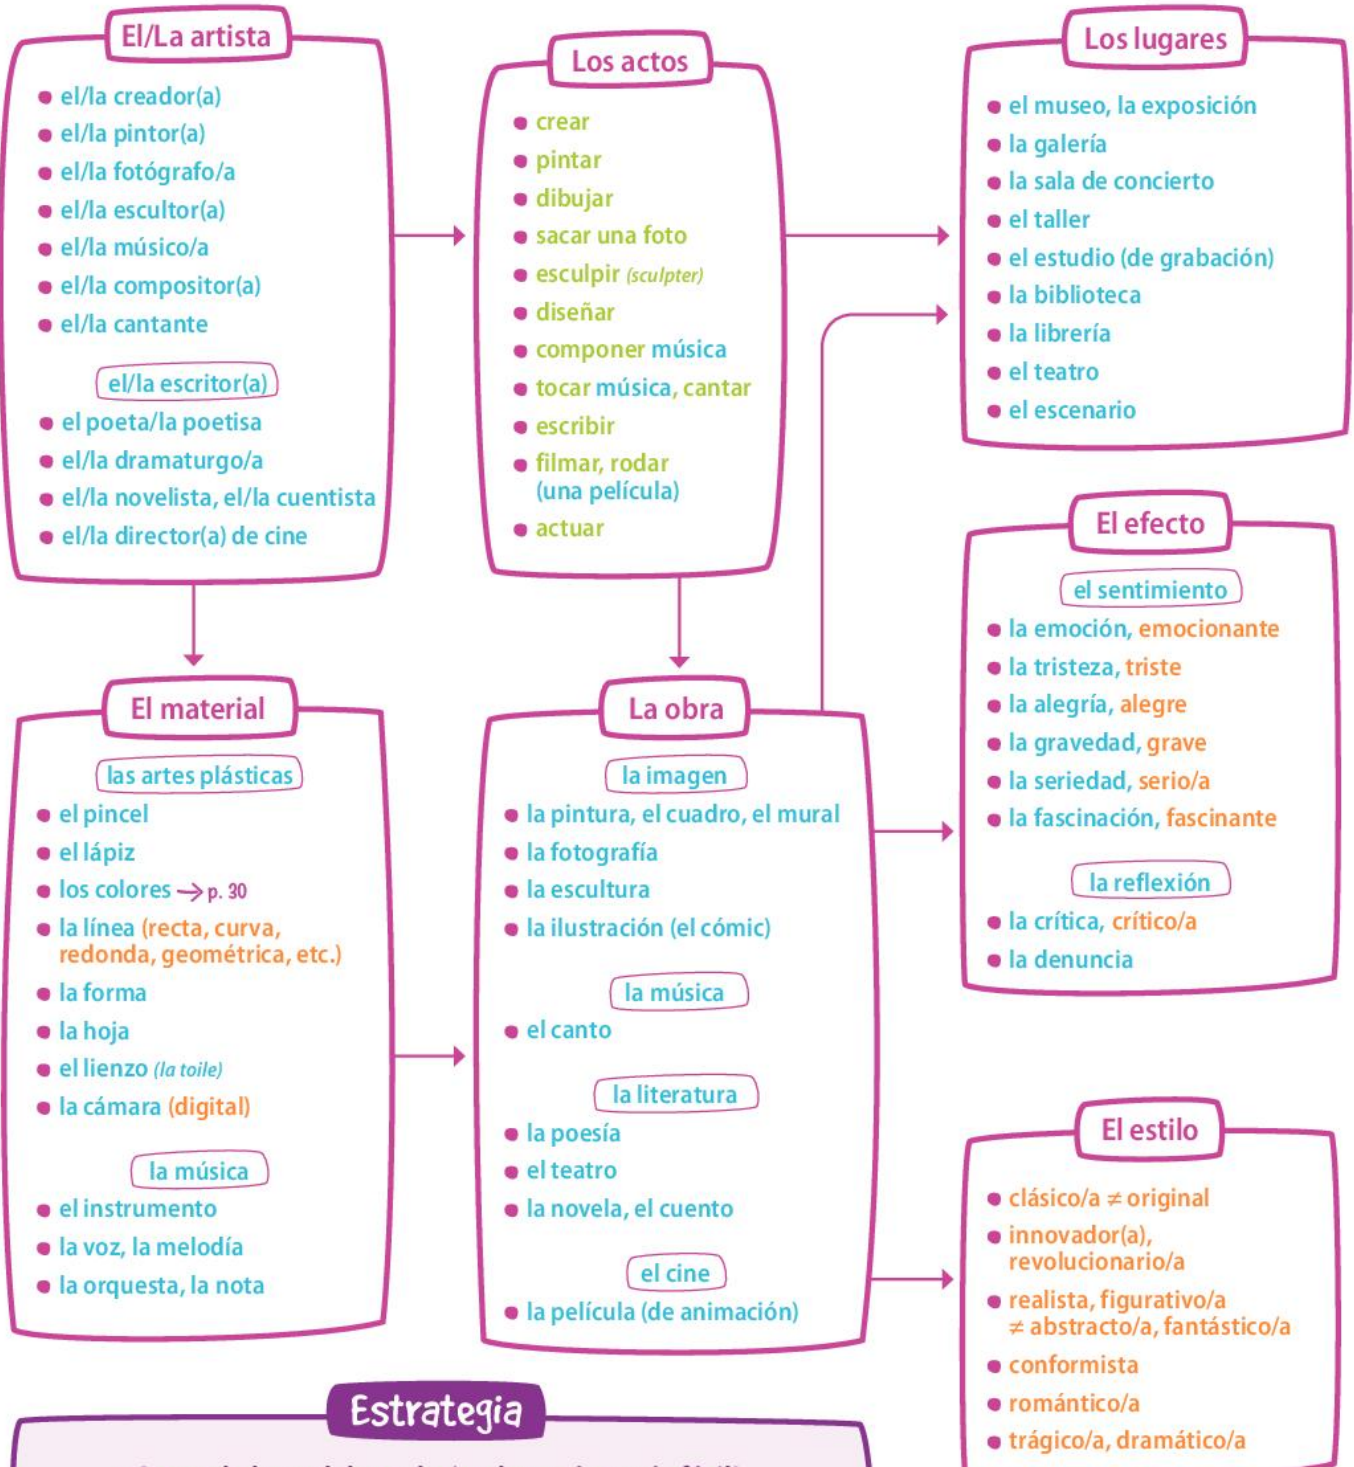 El/La artista
el/la creador(a)
el/la pintor(a)
el/la fotógrafo/a
el/la escultor(a)
el/la músico/a
el/la compositor(a)
el/la cantante
el/la escritor(a)
el poeta/la poetisa
el/la dramaturgo/a
el/la novelista, el/la cuentista
el/la director(a) de cine
Los actos
crear
pintar
dibujar
sacar una foto
esculpir (sculpter)
diseñar
componer música
tocar música, cantar
escribir
filmar, rodar
(una película)
actuar
Los lugares
el museo, la exposición
la galería
la sala de concierto
el taller
el estudio (de grabación)
la biblioteca
la librería
el teatro
el escenario
El material
las artes plásticas
el pincel
el lápiz
los colores → p. 30
la línea (recta, curva,
redonda, geométrica, etc.)
la forma
la hoja
el lienzo (la toile)
la cámara (digital)
la música
el instrumento
la voz, la melodía
la orquesta, la nota
La obra
la imagen
la pintura, el cuadro, el mural
la fotografía
la escultura
la ilustración (el cómic)
la música
el canto
la literatura
la poesía
el teatro
la novela, el cuento
el cine
la película (de animación)
El efecto
el sentimiento
la emoción, emocionante
la tristeza, triste
la alegría, alegre
la gravedad, grave
la seriedad, serio/a
la fascinación, fascinante
la reflexión
la crítica, crítico/a
la denuncia
El estilo
clásico/a ≠ original
innovador(a),
revolucionario/a
realista, figurativo/a
≠ abstracto/a, fantástico/a
conformista
romántico/a
trágico/a, dramático/a
Estrategia